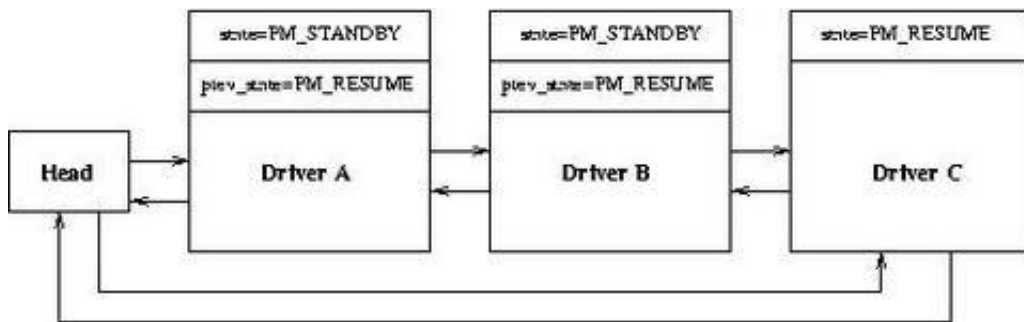 state=PM_STANDBY
state=PM_STANDBY
state=PM_RESUME
prev_state=PM_RESUME
prev_state=PM_RESUME
Head
Driver A
Driver B
Driver C